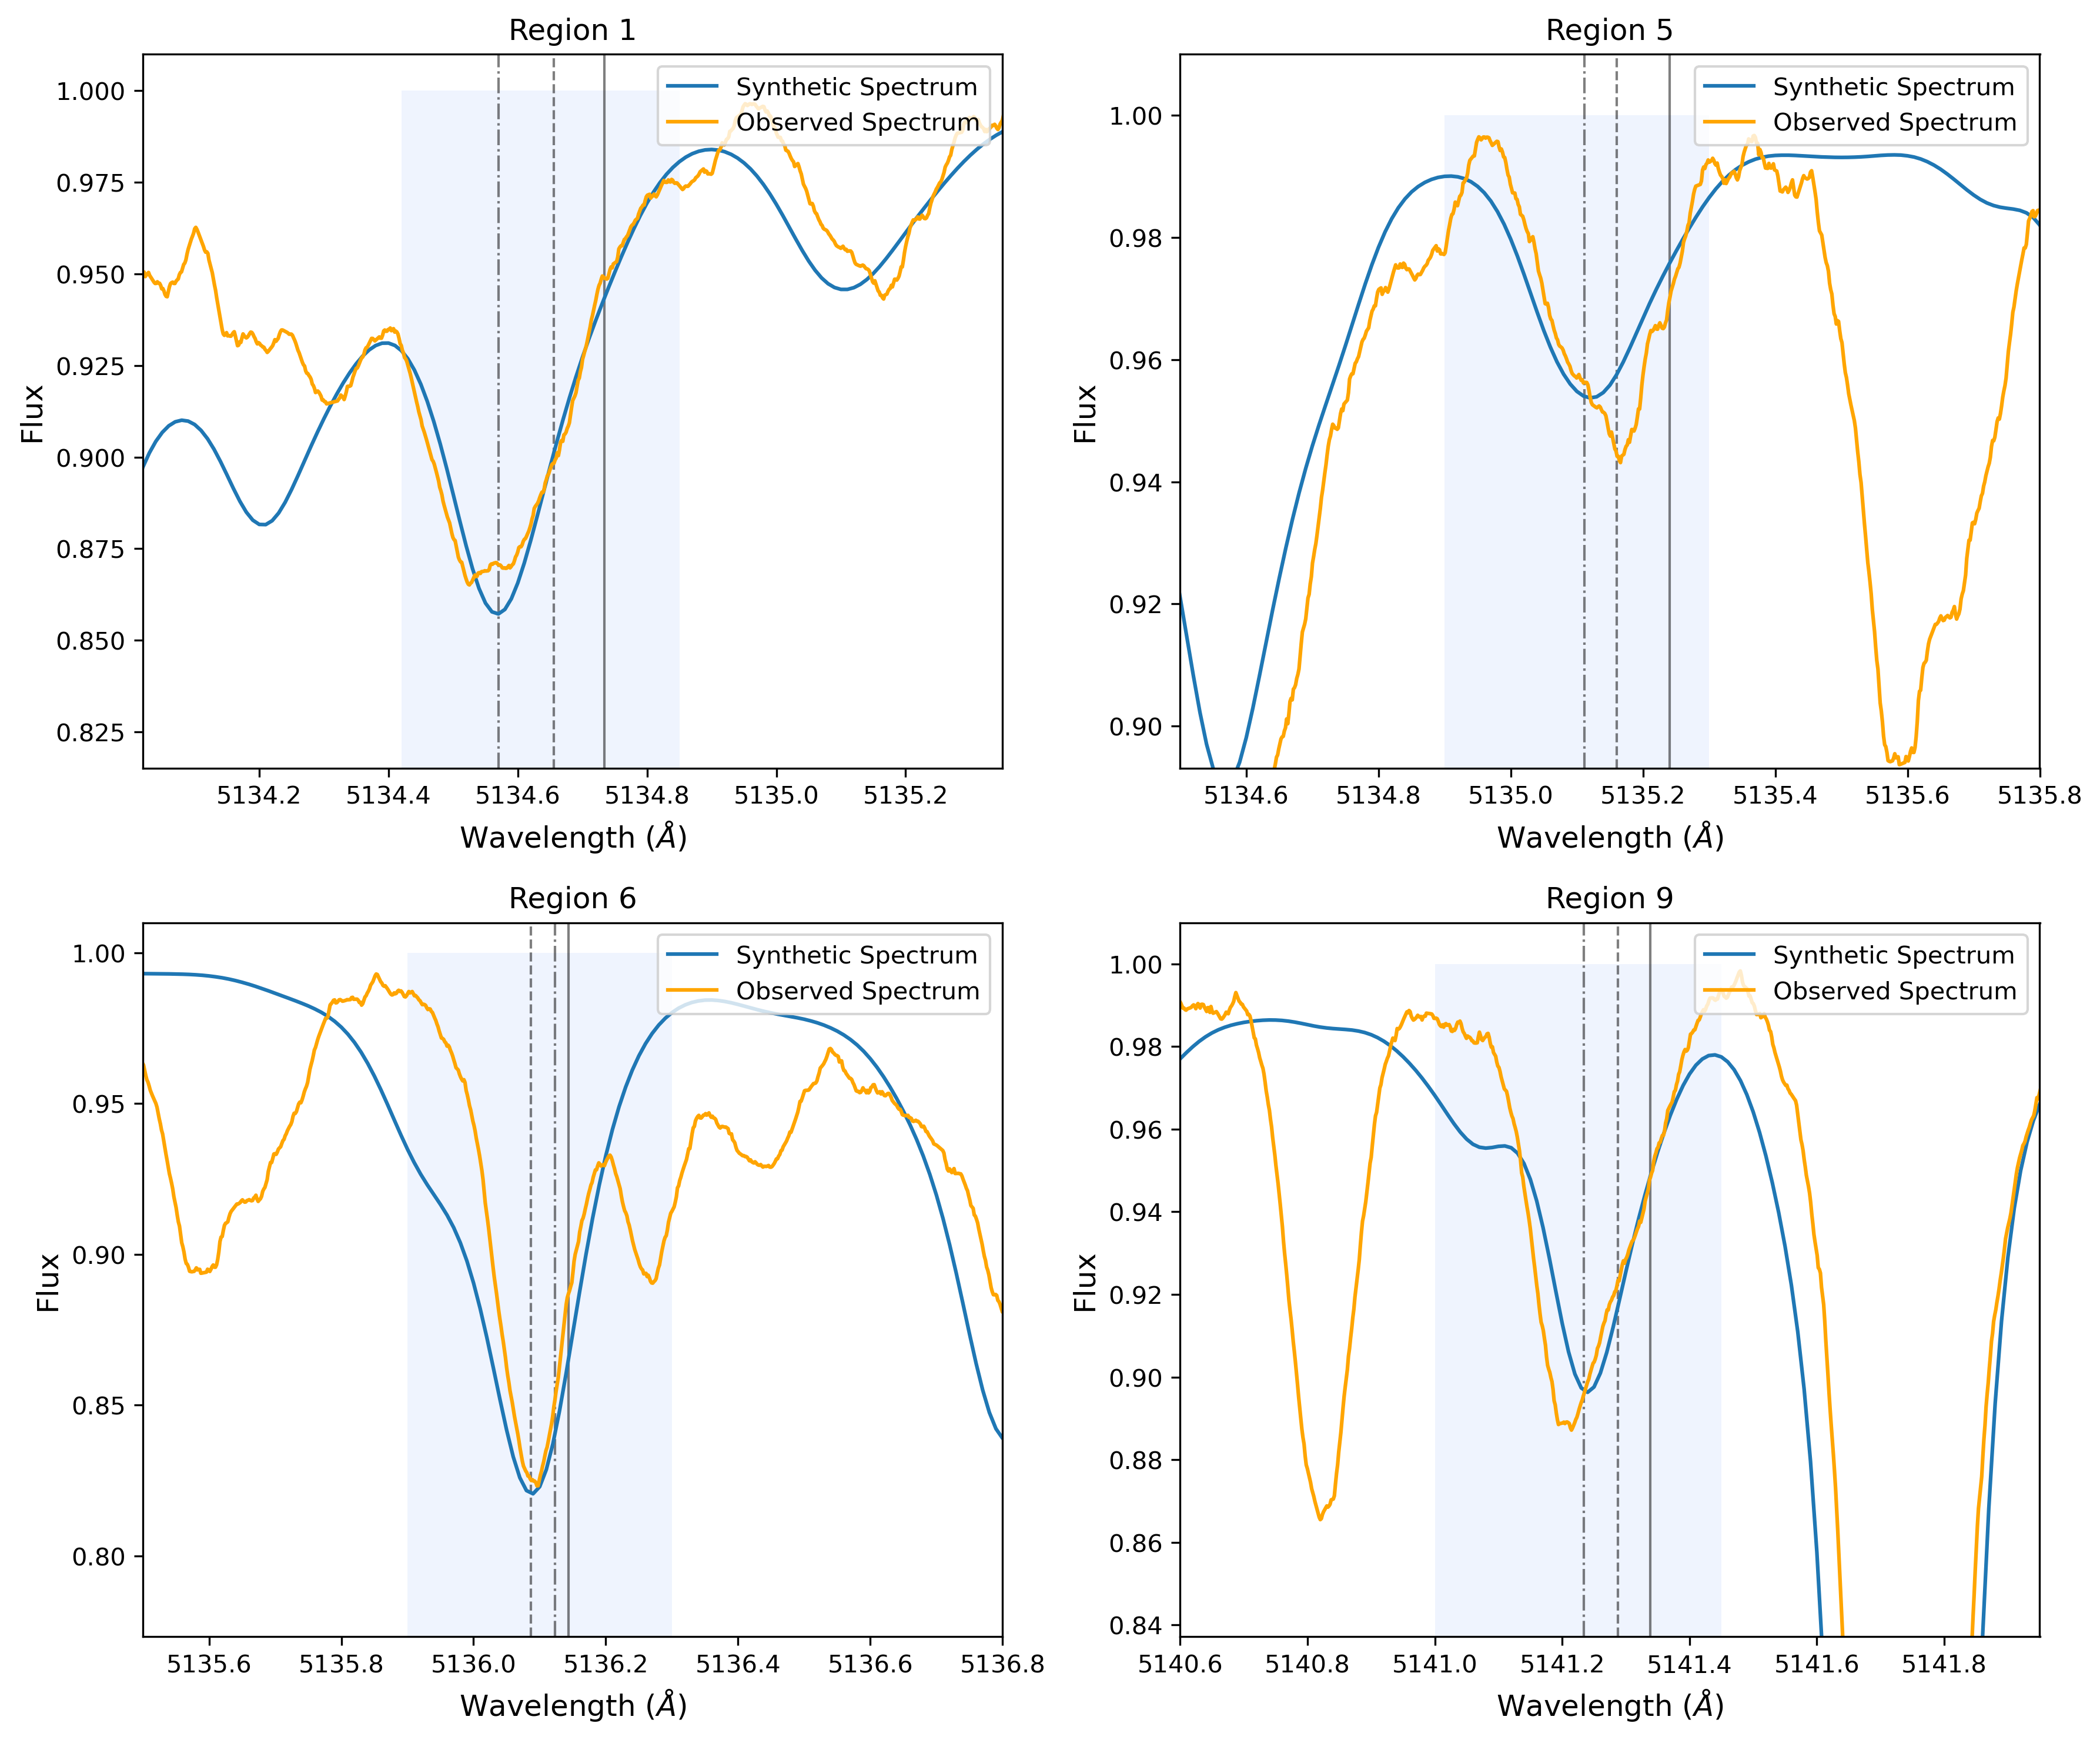 Region 1
Synthetic Spectrum
Observed Spectrum
1.000
0.975
0.950
0.925
0.900
0.875
0.850
0.825
Flux
5134.2 5134.4 5134.6 5134.8 5135.0 5135.2
Wavelength (Å)
Region 5
Synthetic Spectrum
Observed Spectrum
1.00
0.98
0.96
0.94
0.92
0.90
Flux
5134.6 5134.8 5135.0 5135.2 5135.4 5135.6 5135.8
Wavelength (Å)
Region 6
Synthetic Spectrum
Observed Spectrum
1.00
0.95
0.90
0.85
0.80
Flux
5135.6 5135.8 5136.0 5136.2 5136.4 5136.6 5136.8
Wavelength (Å)
Region 9
Synthetic Spectrum
Observed Spectrum
1.00
0.98
0.96
0.94
0.92
0.90
0.88
0.86
0.84
Flux
5140.6 5140.8 5141.0 5141.2 5141.4 5141.6 5141.8
Wavelength (Å)